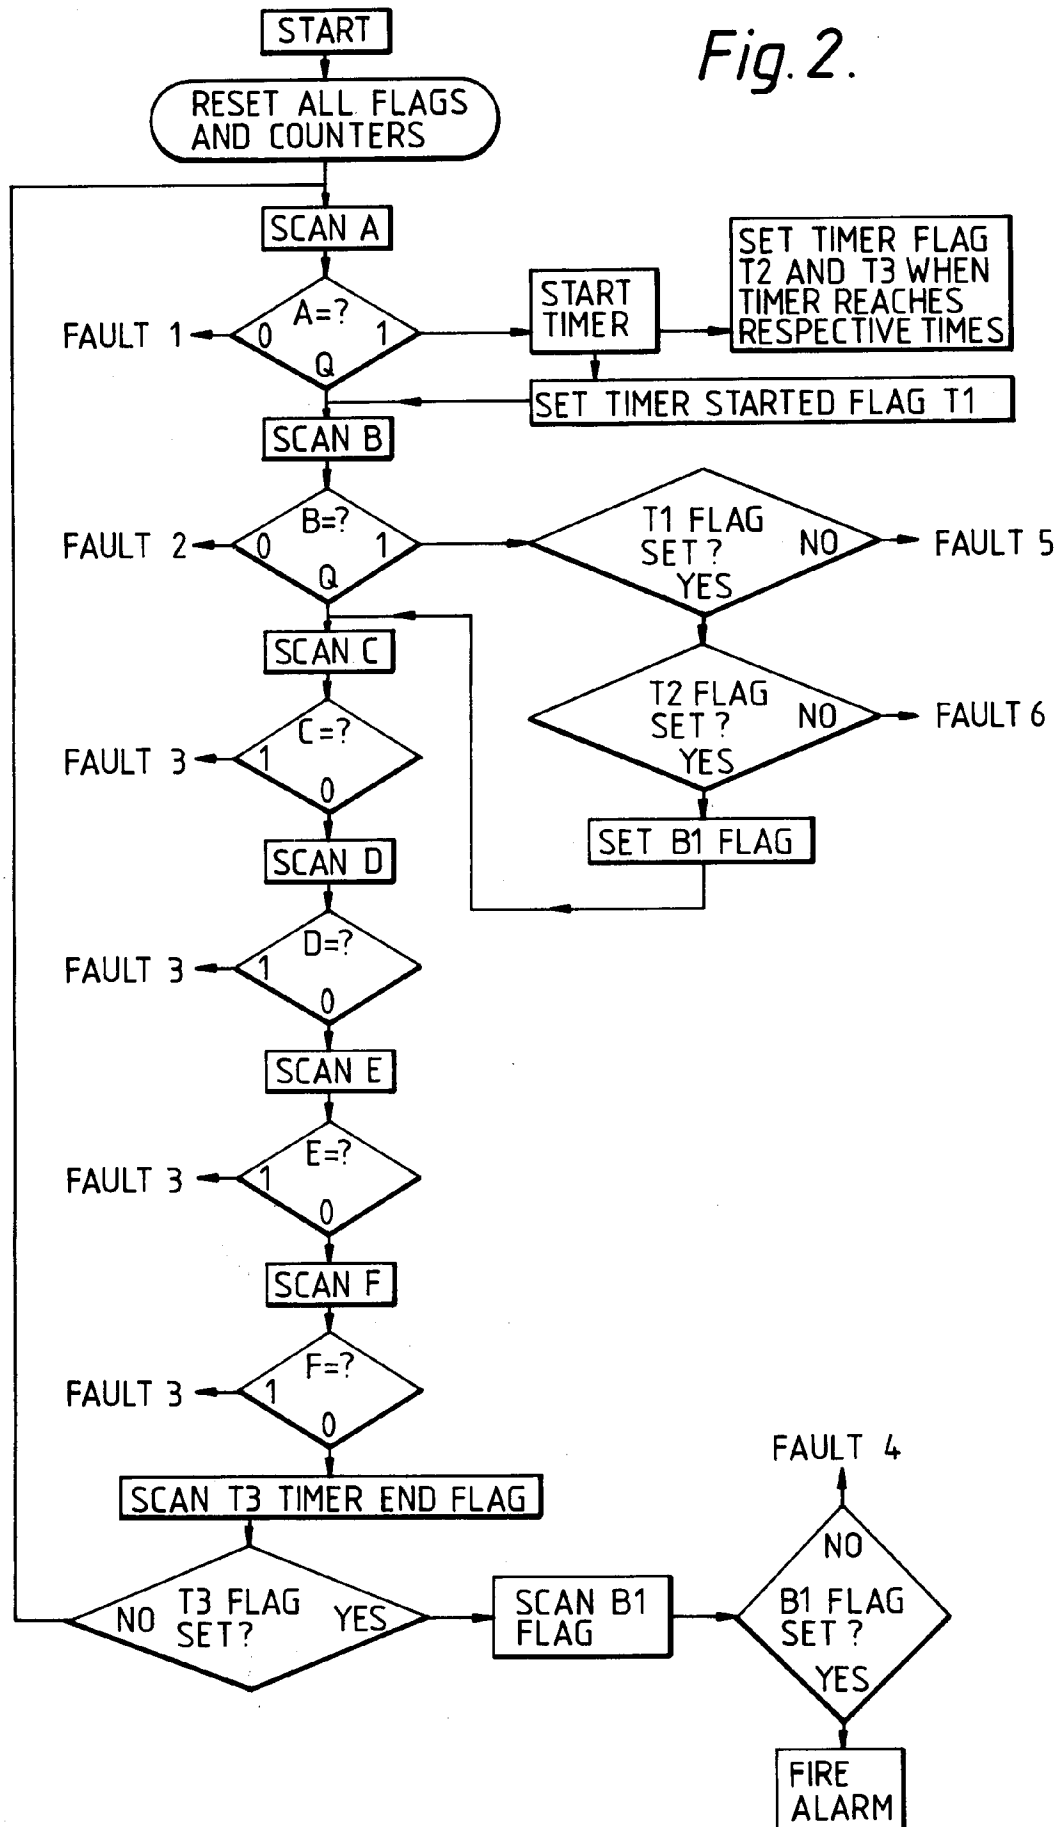 Fig. 2.
START
RESET ALL FLAGS
AND COUNTERS
SCAN A
A=?
0
1
Q
FAULT 1
START
TIMER
SET TIMER FLAG
T2 AND T3 WHEN
TIMER REACHES
RESPECTIVE TIMES
SET TIMER STARTED FLAG T1
SCAN B
B=?
0
1
Q
FAULT 2
T1 FLAG
SET ?
NO
YES
FAULT 5
SCAN C
T2 FLAG
SET ?
NO
YES
FAULT 6
C=?
1
0
FAULT 3
SET B1 FLAG
SCAN D
D=?
1
0
FAULT 3
SCAN E
E=?
1
0
FAULT 3
SCAN F
F=?
1
0
FAULT 3
SCAN T3 TIMER END FLAG
T3 FLAG
SET?
NO
YES
SCAN B1
FLAG
FAULT 4
NO
B1 FLAG
SET ?
YES
FIRE
ALARM